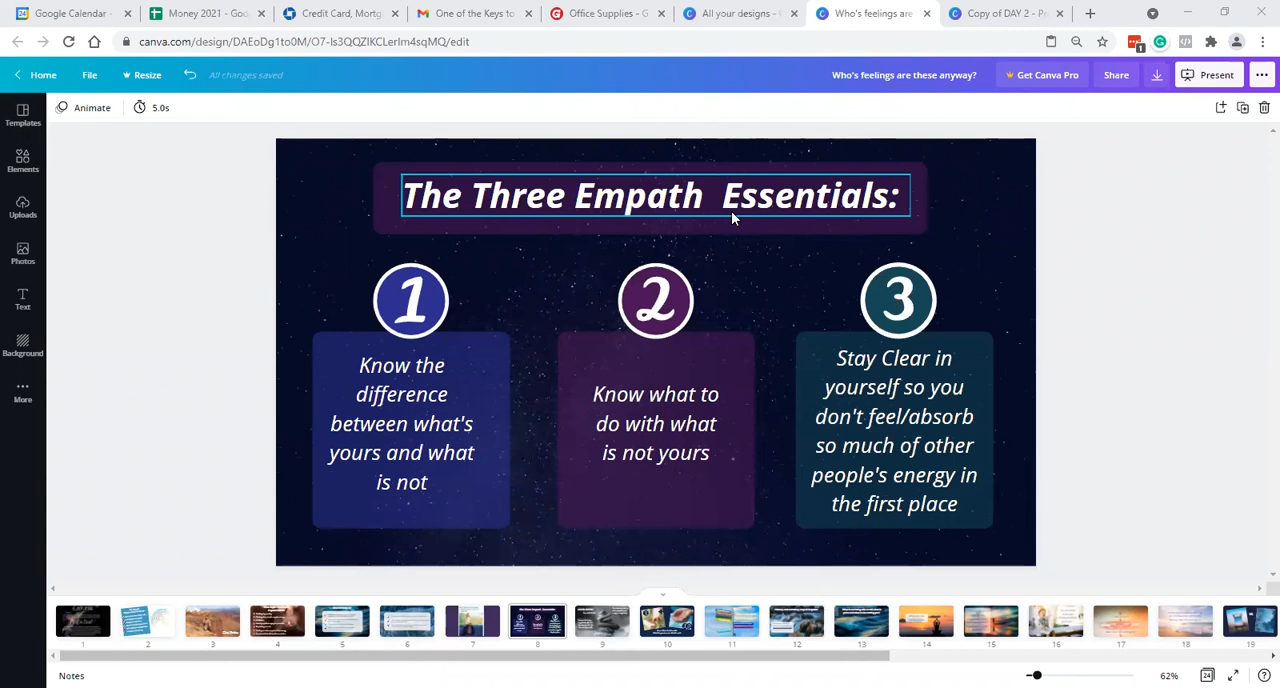 Google Calendar -
Money 2021 - Goo
Credit Card, Mortg
One of the Keys to
Office Supplies - G
All your designs - C
Who's feelings are
Copy of DAY 2 - P
canva.com/design/DAEoDg1to0M/O7-Is3QQZIKCLerIm4sqMQ/edit
Home
File
Resize
All changes saved
Who's feelings are these anyway?
Get Canva Pro
Share
Present
Templates
Animate
5.0s
Elements
Uploads
Photos
Text
Background
More
The Three Empath  Essentials:
1
Know the
difference
between what's
yours and what
is not
2
Know what to
do with what
is not yours
3
Stay Clear in
yourself so you
don't feel/absorb
so much of other
people's energy in
the first place
1 2 3 4 5 6 7 8 9 10 11 12 13 14 15 16 17 18 19
Notes
62%
24